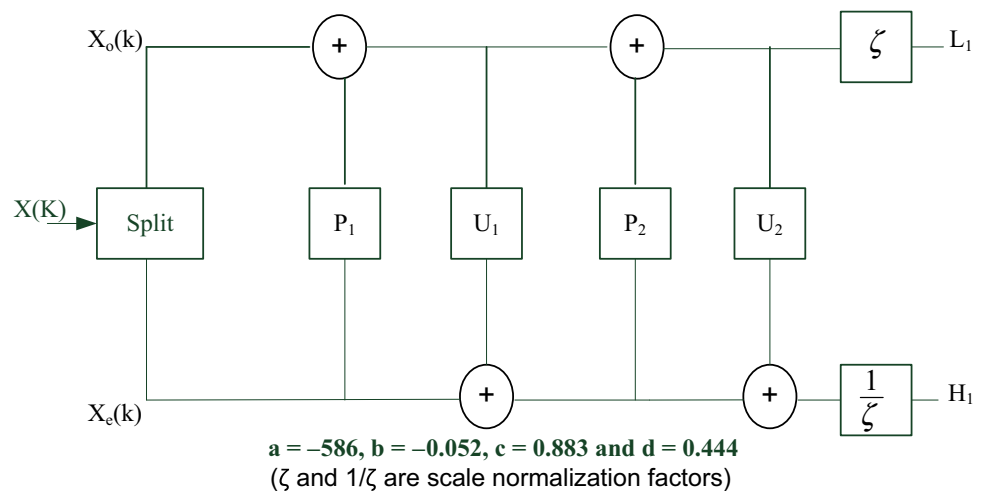 Xₒ(k)
+
+
ζ
L₁
X(K)
Split
P₁
U₁
P₂
U₂
Xₑ(k)
+
+
1/ζ
H₁
a = –586, b = –0.052, c = 0.883 and d = 0.444
(ζ and 1/ζ are scale normalization factors)